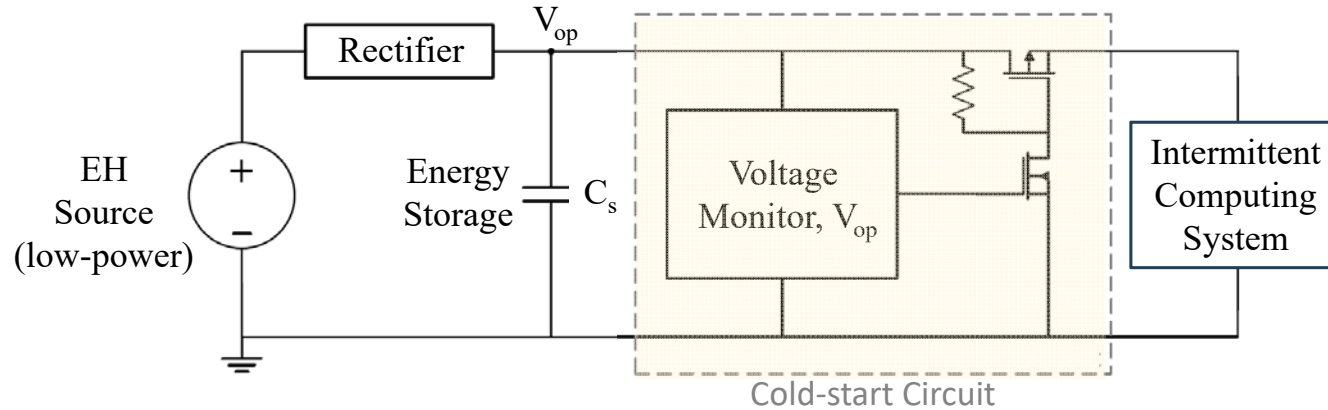 V_op
Rectifier
EH
Source
(low-power)
+
−
Energy
Storage
C_s
Voltage
Monitor, V_op
Intermittent
Computing
System
Cold-start Circuit